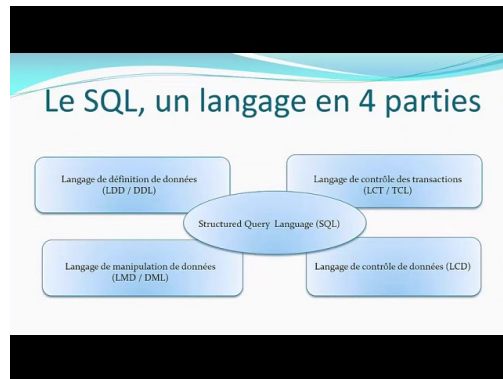 Le SQL, un langage en 4 parties
Langage de définition de données
(LDD / DDL)
Langage de contrôle des transactions
(LCT / TCL)
Structured Query Language (SQL)
Langage de manipulation de données
(LMD / DML)
Langage de contrôle de données (LCD)